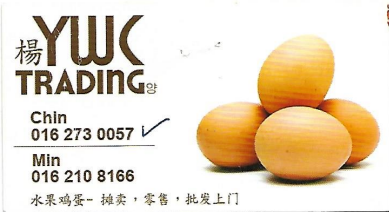 楊YWC
TRADING양
Chin
016 273 0057
Min
016 210 8166
水果鸡蛋- 摊卖，零售，批发上门